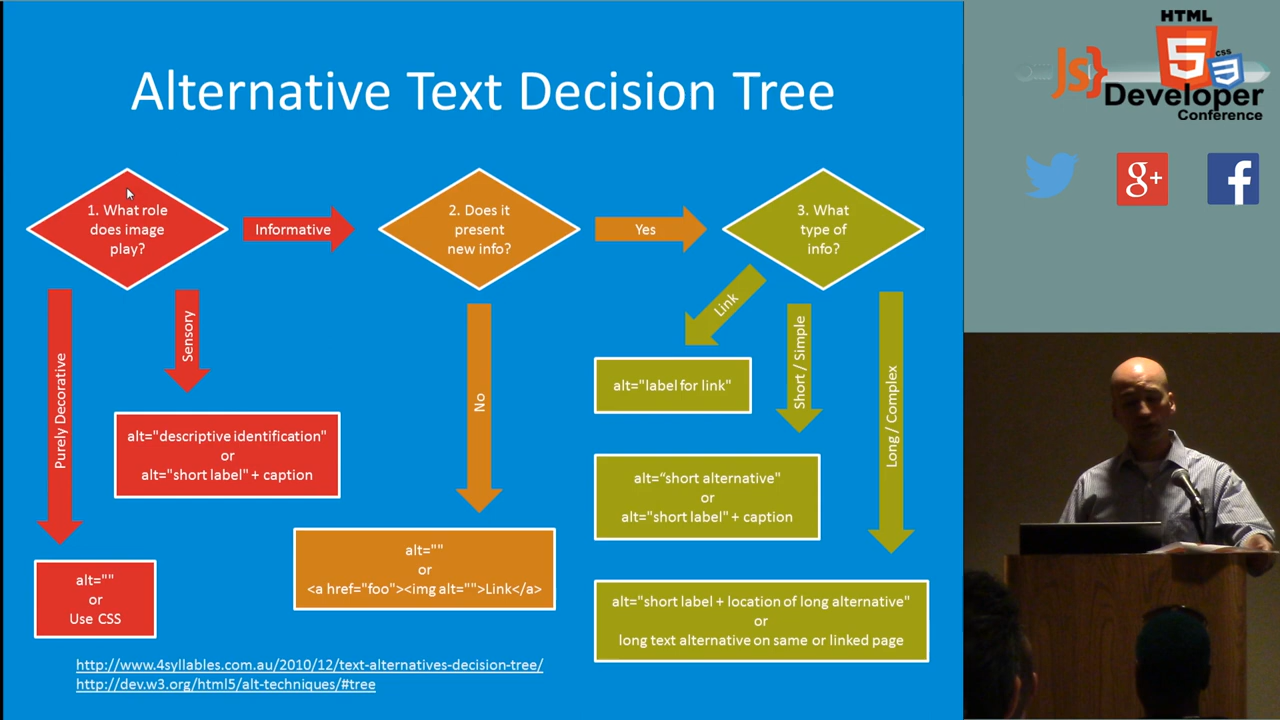 Alternative Text Decision Tree
1. What role
does image
play?
Informative
2. Does it
present
new info?
Yes
3. What
type of
info?
Purely Decorative
Sensory
No
Link
Short / Simple
Long / Complex
alt="descriptive identification"
or
alt="short label" + caption
alt=""
or
Use CSS
alt=""
or
<a href="foo"><img alt="">Link</a>
alt="label for link"
alt=“short alternative"
or
alt="short label" + caption
alt="short label + location of long alternative"
or
long text alternative on same or linked page
http://www.4syllables.com.au/2010/12/text-alternatives-decision-tree/
http://dev.w3.org/html5/alt-techniques/#tree
HTML
5
css
3
JS}
Developer
Conference
g+
f